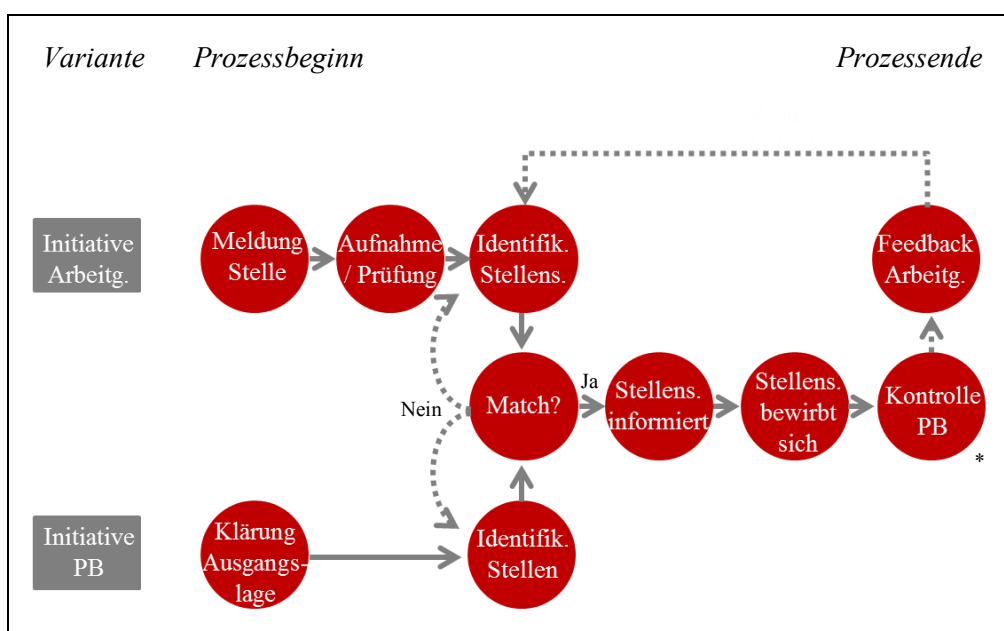 Variante
Prozessbeginn
Prozessende
Initiative
Arbeitg.
Meldung
Stelle
Aufnahme
/ Prüfung
Identifik.
Stellens.
Feedback
Arbeitg.
Nein
Match?
Ja
Stellens.
informiert
Stellens.
bewirbt
sich
Kontrolle
PB
*
Initiative
PB
Klärung
Ausgangs-
lage
Identifik.
Stellen